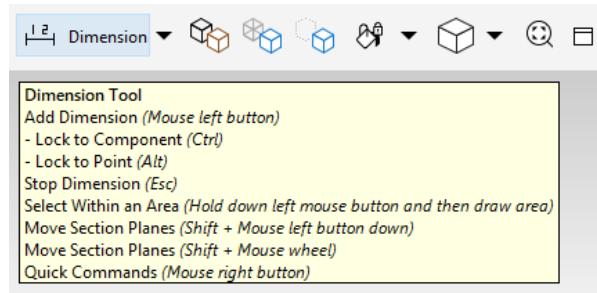 12 Dimension
Dimension Tool
Add Dimension (Mouse left button)
- Lock to Component (Ctrl)
- Lock to Point (Alt)
Stop Dimension (Esc)
Select Within an Area (Hold down left mouse button and then draw area)
Move Section Planes (Shift + Mouse left button down)
Move Section Planes (Shift + Mouse wheel)
Quick Commands (Mouse right button)